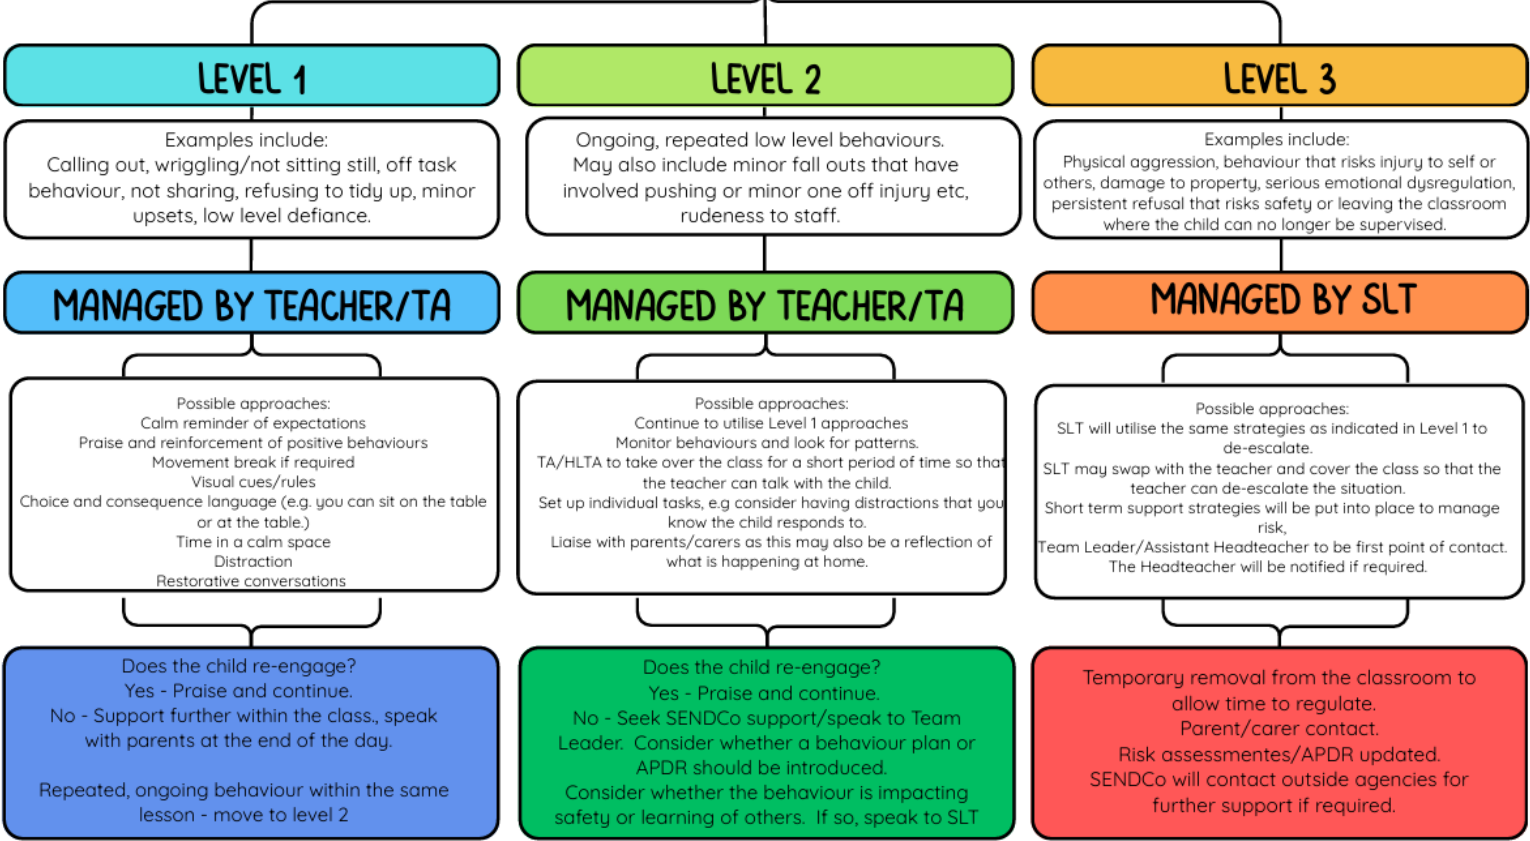 LEVEL 1
Examples include:
Calling out, wriggling/not sitting still, off task
behaviour, not sharing, refusing to tidy up, minor
upsets, low level defiance.
MANAGED BY TEACHER/TA
Possible approaches:
Calm reminder of expectations
Praise and reinforcement of positive behaviours
Movement break if required
Visual cues/rules
Choice and consequence language (e.g. you can sit on the table
or at the table.)
Time in a calm space
Distraction
Restorative conversations
Does the child re-engage?
Yes - Praise and continue.
No - Support further within the class., speak
with parents at the end of the day.
Repeated, ongoing behaviour within the same
lesson - move to level 2
LEVEL 2
Ongoing, repeated low level behaviours.
May also include minor fall outs that have
involved pushing or minor one off injury etc,
rudeness to staff.
MANAGED BY TEACHER/TA
Possible approaches:
Continue to utilise Level 1 approaches
Monitor behaviours and look for patterns.
TA/HLTA to take over the class for a short period of time so that
the teacher can talk with the child.
Set up individual tasks, e.g consider having distractions that you
know the child responds to.
Liaise with parents/carers as this may also be a reflection of
what is happening at home.
Does the child re-engage?
Yes - Praise and continue.
No - Seek SENDCo support/speak to Team
Leader. Consider whether a behaviour plan or
APDR should be introduced.
Consider whether the behaviour is impacting
safety or learning of others. If so, speak to SLT
LEVEL 3
Examples include:
Physical aggression, behaviour that risks injury to self or
others, damage to property, serious emotional dysregulation,
persistent refusal that risks safety or leaving the classroom
where the child can no longer be supervised.
MANAGED BY SLT
Possible approaches:
SLT will utilise the same strategies as indicated in Level 1 to
de-escalate.
SLT may swap with the teacher and cover the class so that the
teacher can de-escalate the situation.
Short term support strategies will be put into place to manage
risk,
Team Leader/Assistant Headteacher to be first point of contact.
The Headteacher will be notified if required.
Temporary removal from the classroom to
allow time to regulate.
Parent/carer contact.
Risk assessmentes/APDR updated.
SENDCo will contact outside agencies for
further support if required.